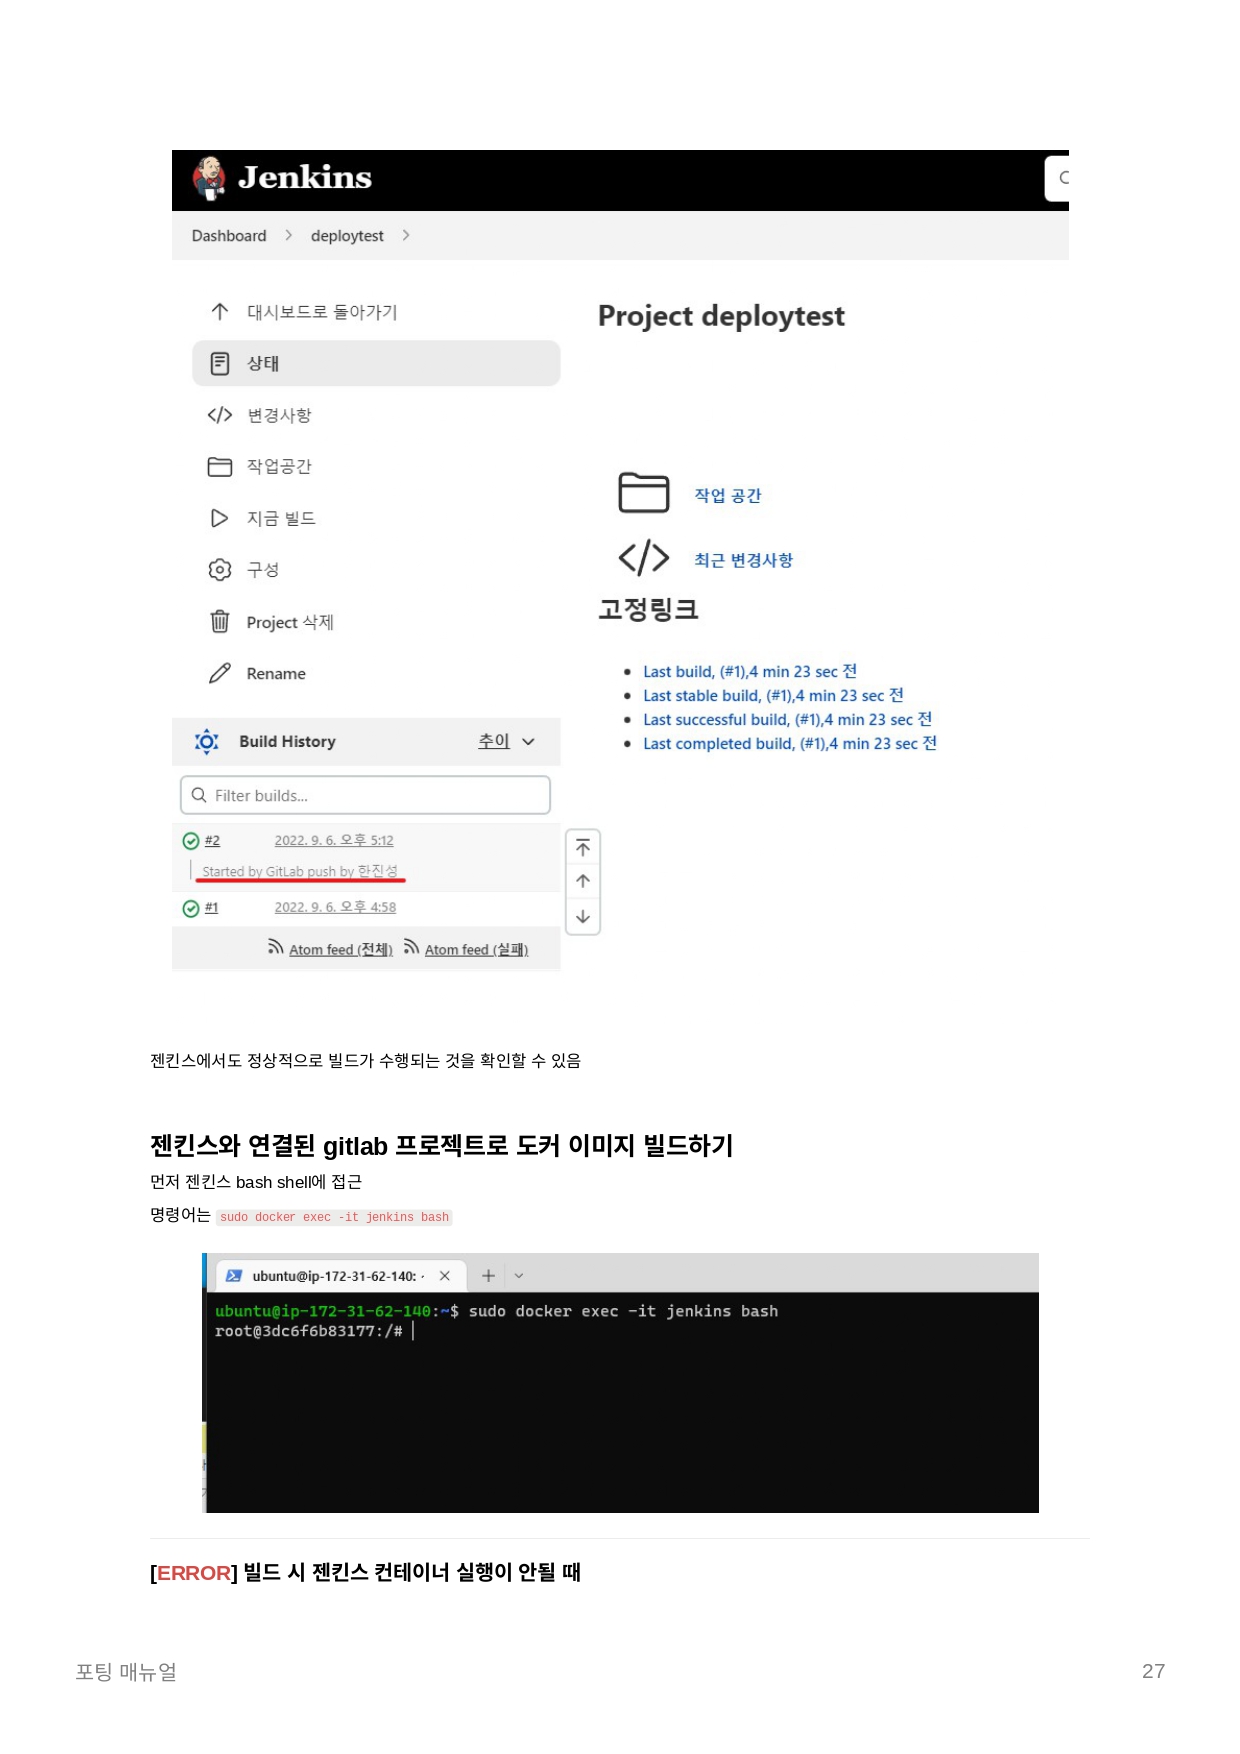 Jenkins
Dashboard > deploytest >
대시보드로 돌아가기
상태
변경사항
작업공간
지금 빌드
구성
Project 삭제
Rename
Build History 추이
Filter builds...
#2 2022. 9. 6. 오후 5:12
Started by GitLab push by 한진성
#1 2022. 9. 6. 오후 4:58
Atom feed (전체) Atom feed (실패)
Project deploytest
작업 공간
최근 변경사항
고정링크
Last build, (#1),4 min 23 sec 전
Last stable build, (#1),4 min 23 sec 전
Last successful build, (#1),4 min 23 sec 전
Last completed build, (#1),4 min 23 sec 전
젠킨스에서도 정상적으로 빌드가 수행되는 것을 확인할 수 있음
젠킨스와 연결된 gitlab 프로젝트로 도커 이미지 빌드하기
먼저 젠킨스 bash shell에 접근
명령어는 sudo docker exec -it jenkins bash
ubuntu@ip-172-31-62-140: ·
ubuntu@ip-172-31-62-140:~$ sudo docker exec -it jenkins bash
root@3dc6f6b83177:/#
[ERROR] 빌드 시 젠킨스 컨테이너 실행이 안될 때
포팅 매뉴얼
27